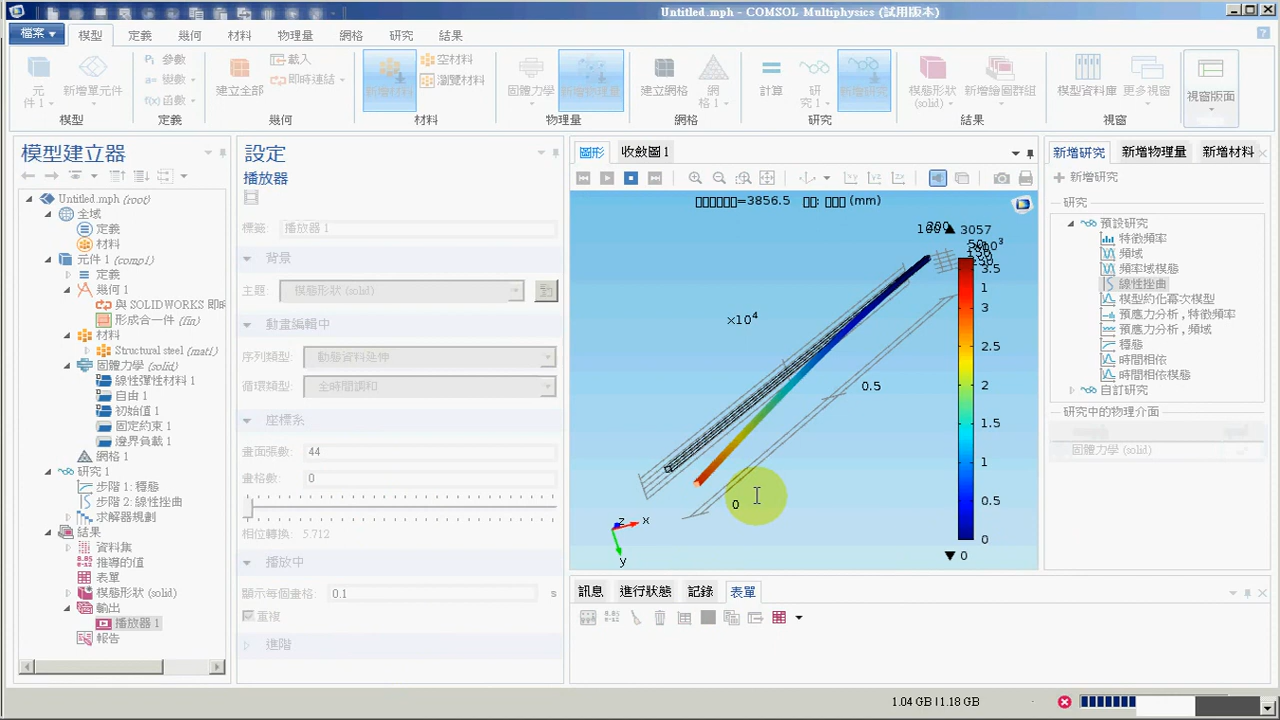 Untitled.mph - COMSOL Multiphysics (試用版本)
檔案
模型
定義
幾何
物理量
材料
網格
研究
結果
元件 1
新增單元件
模型
Pi 參數
a= 變數
f(x) 函數
定義
建立全部
載入
即時連結
幾何
新增材料
空材料
瀏覽材料
材料
固體力學
新增物理量
物理量
建立網格
網格 1
網格
計算
研究 1
新增研究
研究
模態形狀 (solid)
新增繪圖群組
結果
模型資料庫
更多視窗
視窗
視窗版面
模型建立器
Untitled.mph (root)
全域
定義
材料
元件 1 (comp1)
定義
幾何 1
與 SOLIDWORKS 即時
形成合一件 (fin)
材料
Structural steel (mat1)
固體力學 (solid)
線性彈性材料 1
自由 1
初始值 1
固定約束 1
邊界負載 1
網格 1
研究 1
步階 1: 穩態
步階 2: 線性挫曲
求解器規劃
結果
資料集
推導的值
表單
模態形狀 (solid)
輸出
播放器 1
報告
設定
播放器
標籤: 播放器 1
背景
主題: 模態形狀 (solid)
動畫編輯中
序列類型: 動態資料延伸
循環類型: 全時間調和
座標系
畫面張數: 44
畫格數: 0
相位轉換: 5.712
播放中
顯示每個畫格: 0.1 s
重複
進階
圖形
收斂圖 1
=3856.5
(mm)
3057
×10⁴
0.5
0
3.5
3
2.5
2
1.5
1
0.5
0
0
x
y
z
訊息
進行狀態
記錄
表單
新增研究
新增物理量
新增材料
新增研究
研究
預設研究
特徵頻率
頻域
頻率域模態
線性挫曲
模型約化冪次模型
預應力分析 , 特徵頻率
預應力分析, 頻域
穩態
時間相依
時間相依模態
自訂研究
研究中的物理介面
固體力學 (solid)
1.04 GB | 1.18 GB